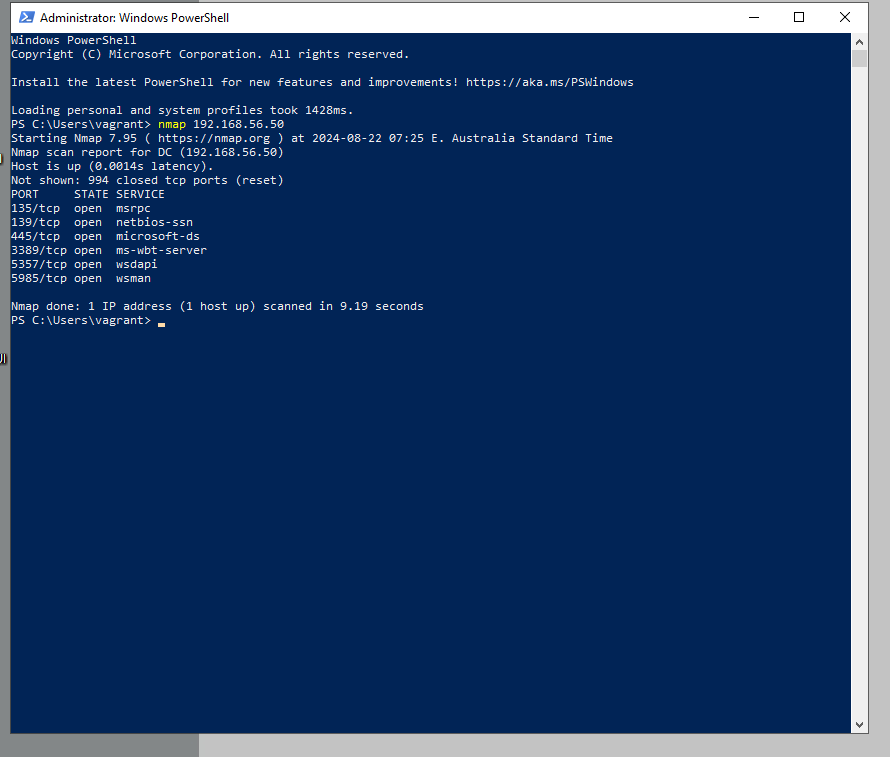 Administrator: Windows PowerShell
Windows PowerShell
Copyright (C) Microsoft Corporation. All rights reserved.
Install the latest PowerShell for new features and improvements! https://aka.ms/PSWindows
Loading personal and system profiles took 1428ms.
PS C:\Users\vagrant> nmap 192.168.56.50
Starting Nmap 7.95 ( https://nmap.org ) at 2024-08-22 07:25 E. Australia Standard Time
Nmap scan report for DC (192.168.56.50)
Host is up (0.0014s latency).
Not shown: 994 closed tcp ports (reset)
PORT     STATE SERVICE
135/tcp  open  msrpc
139/tcp  open  netbios-ssn
445/tcp  open  microsoft-ds
3389/tcp open  ms-wbt-server
5357/tcp open  wsdapi
5985/tcp open  wsman
Nmap done: 1 IP address (1 host up) scanned in 9.19 seconds
PS C:\Users\vagrant>